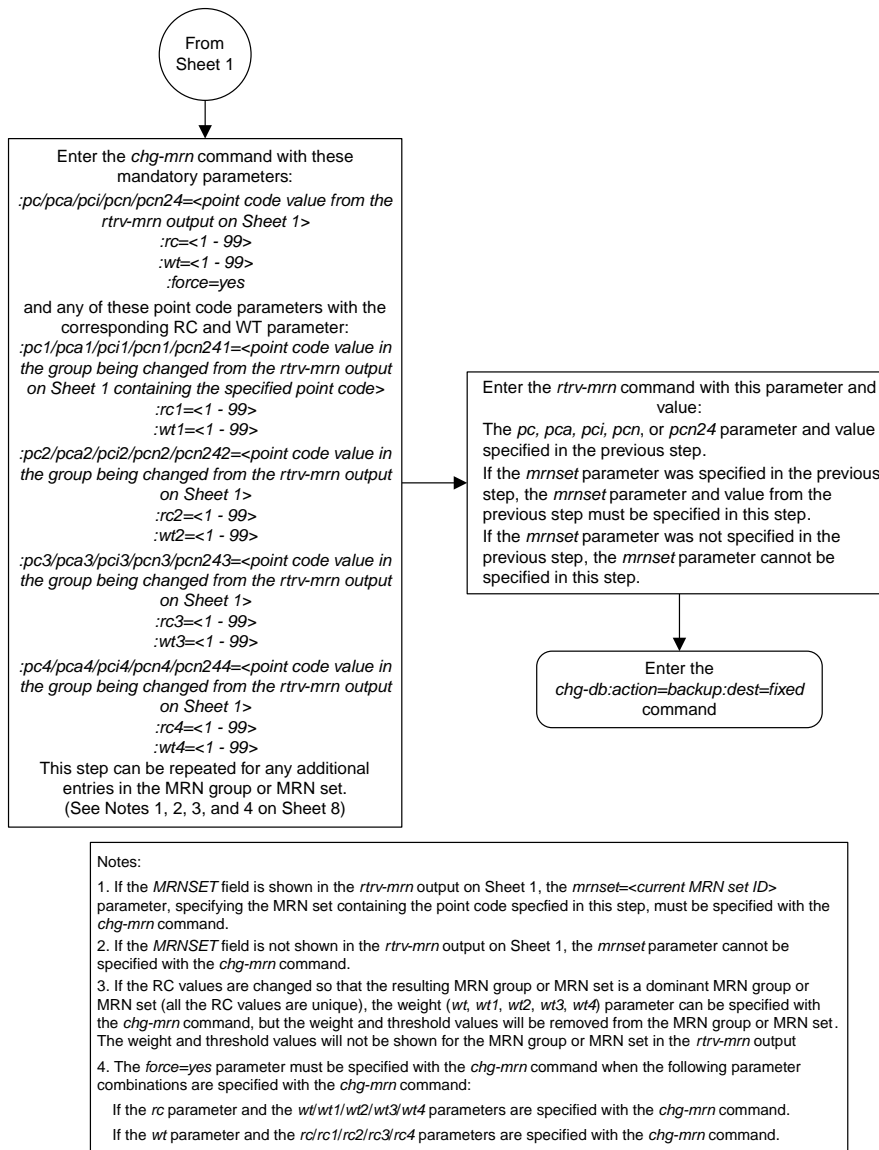 From
Sheet 1
Enter the chg-mrn command with these
mandatory parameters:
:pc/pca/pci/pcn/pcn24=<point code value from the
rtrv-mrn output on Sheet 1>
:rc=<1 - 99>
:wt=<1 - 99>
:force=yes
and any of these point code parameters with the
corresponding RC and WT parameter:
:pc1/pca1/pci1/pcn1/pcn241=<point code value in
the group being changed from the rtrv-mrn output
on Sheet 1 containing the specified point code>
:rc1=<1 - 99>
:wt1=<1 - 99>
:pc2/pca2/pci2/pcn2/pcn242=<point code value in
the group being changed from the rtrv-mrn output
on Sheet 1>
:rc2=<1 - 99>
:wt2=<1 - 99>
:pc3/pca3/pci3/pcn3/pcn243=<point code value in
the group being changed from the rtrv-mrn output
on Sheet 1>
:rc3=<1 - 99>
:wt3=<1 - 99>
:pc4/pca4/pci4/pcn4/pcn244=<point code value in
the group being changed from the rtrv-mrn output
on Sheet 1>
:rc4=<1 - 99>
:wt4=<1 - 99>
This step can be repeated for any additional
entries in the MRN group or MRN set.
(See Notes 1, 2, 3, and 4 on Sheet 8)
Enter the rtrv-mrn command with this parameter and
value:
The pc, pca, pci, pcn, or pcn24 parameter and value
specified in the previous step.
If the mrnset parameter was specified in the previous
step, the mrnset parameter and value from the
previous step must be specified in this step.
If the mrnset parameter was not specified in the
previous step, the mrnset parameter cannot be
specified in this step.
Enter the
chg-db:action=backup:dest=fixed
command
Notes:
1. If the MRNSET field is shown in the rtrv-mrn output on Sheet 1, the mrnset=<current MRN set ID>
parameter, specifying the MRN set containing the point code specfied in this step, must be specified with the
chg-mrn command.
2. If the MRNSET field is not shown in the rtrv-mrn output on Sheet 1, the mrnset parameter cannot be
specified with the chg-mrn command.
3. If the RC values are changed so that the resulting MRN group or MRN set is a dominant MRN group or
MRN set (all the RC values are unique), the weight (wt, wt1, wt2, wt3, wt4) parameter can be specified with
the chg-mrn command, but the weight and threshold values will be removed from the MRN group or MRN set.
The weight and threshold values will not be shown for the MRN group or MRN set in the rtrv-mrn output
4. The force=yes parameter must be specified with the chg-mrn command when the following parameter
combinations are specified with the chg-mrn command:
If the rc parameter and the wt/wt1/wt2/wt3/wt4 parameters are specified with the chg-mrn command.
If the wt parameter and the rc/rc1/rc2/rc3/rc4 parameters are specified with the chg-mrn command.